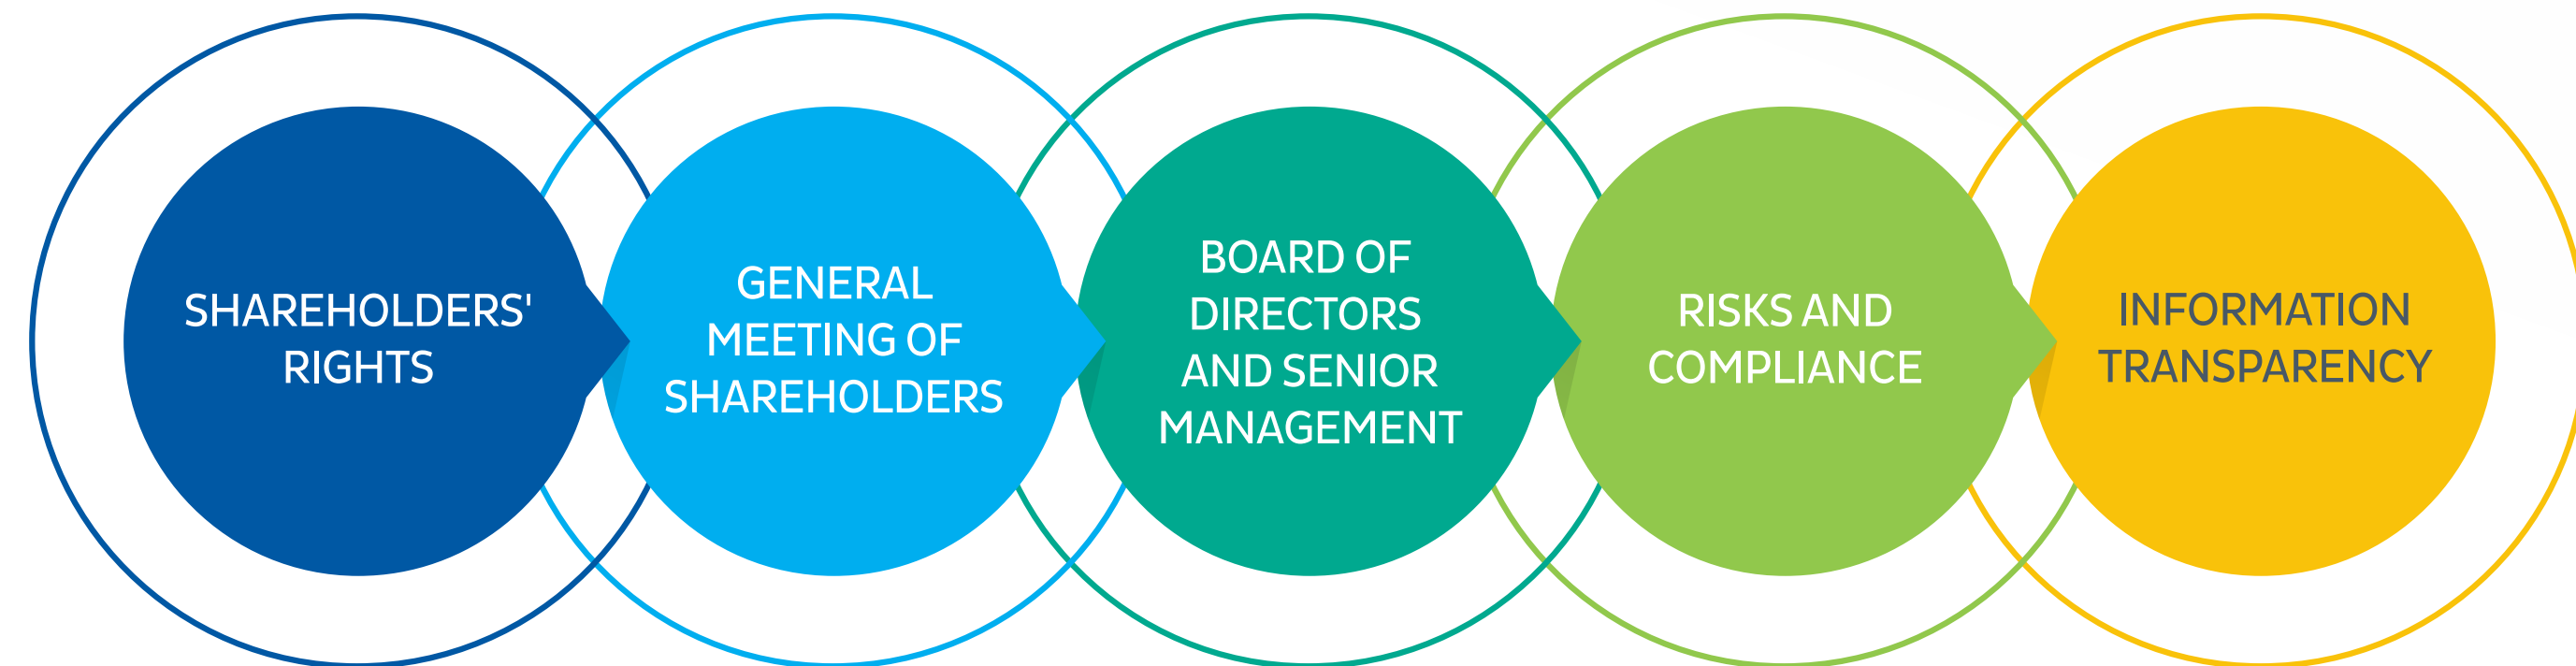 SHAREHOLDERS'
RIGHTS
GENERAL
MEETING OF
SHAREHOLDERS
BOARD OF
DIRECTORS
AND SENIOR
MANAGEMENT
RISKS AND
COMPLIANCE
INFORMATION
TRANSPARENCY